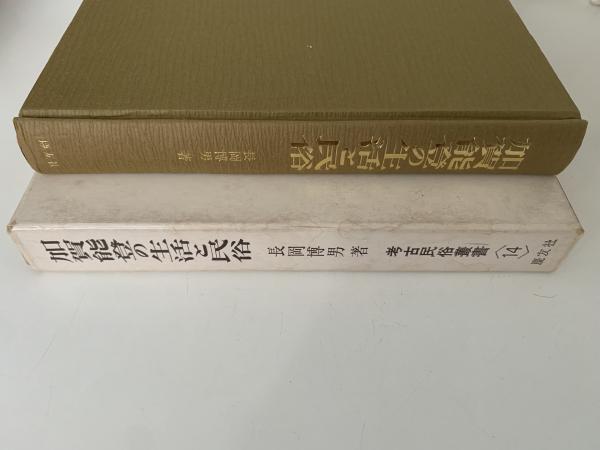 加賀能登の生活と民俗 長岡博男著
加賀能登の生活と民俗 長岡博男著 考古民俗叢書〈14〉 慶友社